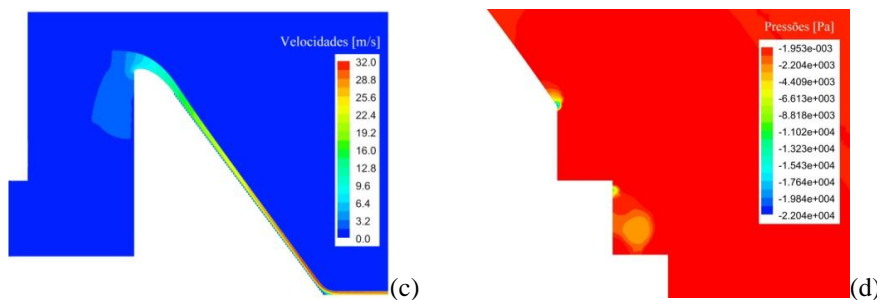 Velocidades [m/s]
32.0
28.8
25.6
22.4
19.2
16.0
12.8
9.6
6.4
3.2
0.0
(c)
Pressões [Pa]
-1.953e-003
-2.204e+003
-4.409e+003
-6.613e+003
-8.818e+003
-1.102e+004
-1.323e+004
-1.543e+004
-1.764e+004
-1.984e+004
-2.204e+004
(d)